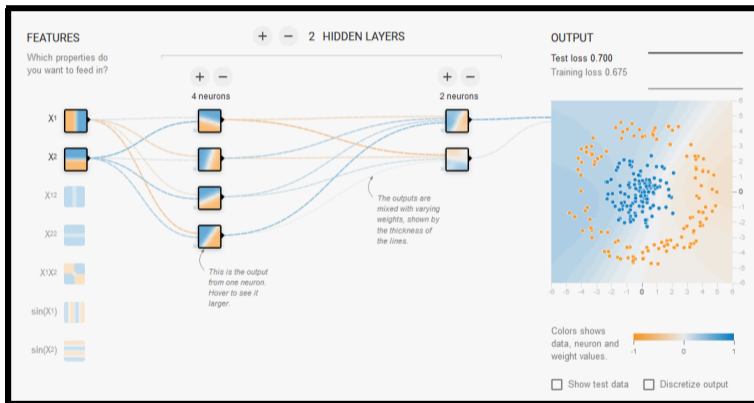 FEATURES
Which properties do
you want to feed in?
X1
X2
X12
X22
X1X2
sin(X1)
sin(X2)
+ − 2 HIDDEN LAYERS
+ −
4 neurons
+ −
2 neurons
This is the output
from one neuron.
Hover to see it
larger.
The outputs are
mixed with varying
weights, shown by
the thickness of
the lines.
OUTPUT
Test loss 0.700
Training loss 0.675
6
5
4
3
2
1
0
-1
-2
-3
-4
-5
-6
-6 -5 -4 -3 -2 -1 0 1 2 3 4 5 6
Colors shows
data, neuron and
weight values.
-1 0 1
Show test data
Discretize output